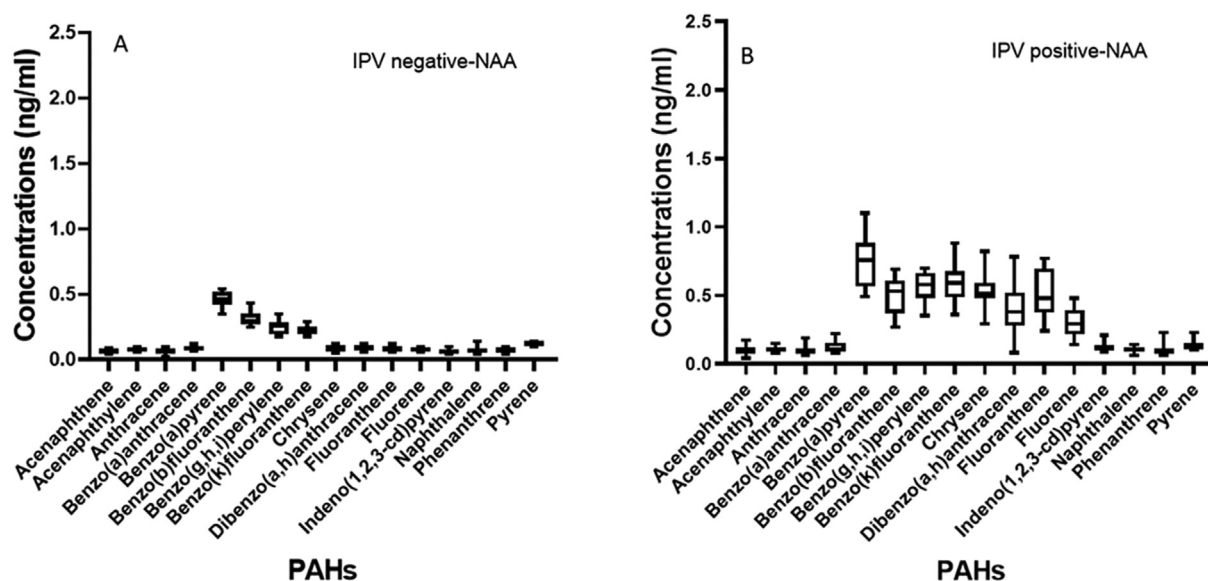 A
IPV negative-NAA
Concentrations (ng/ml)
2.5
2.0
1.5
1.0
0.5
0.0
Acenaphthene
Acenaphthylene
Anthracene
Benzo(a)anthracene
Benzo(a)pyrene
Benzo(b)fluoranthene
Benzo(g,h,i)perylene
Benzo(k)fluoranthene
Chrysene
Dibenzo(a,h)anthracene
Fluoranthene
Fluorene
Indeno(1,2,3-cd)pyrene
Naphthalene
Phenanthrene
Pyrene
PAHs
B
IPV positive-NAA
Concentrations (ng/ml)
2.5
2.0
1.5
1.0
0.5
0.0
Acenaphthene
Acenaphthylene
Anthracene
Benzo(a)anthracene
Benzo(a)pyrene
Benzo(b)fluoranthene
Benzo(g,h,i)perylene
Benzo(k)fluoranthene
Chrysene
Dibenzo(a,h)anthracene
Fluoranthene
Fluorene
Indeno(1,2,3-cd)pyrene
Naphthalene
Phenanthrene
Pyrene
PAHs